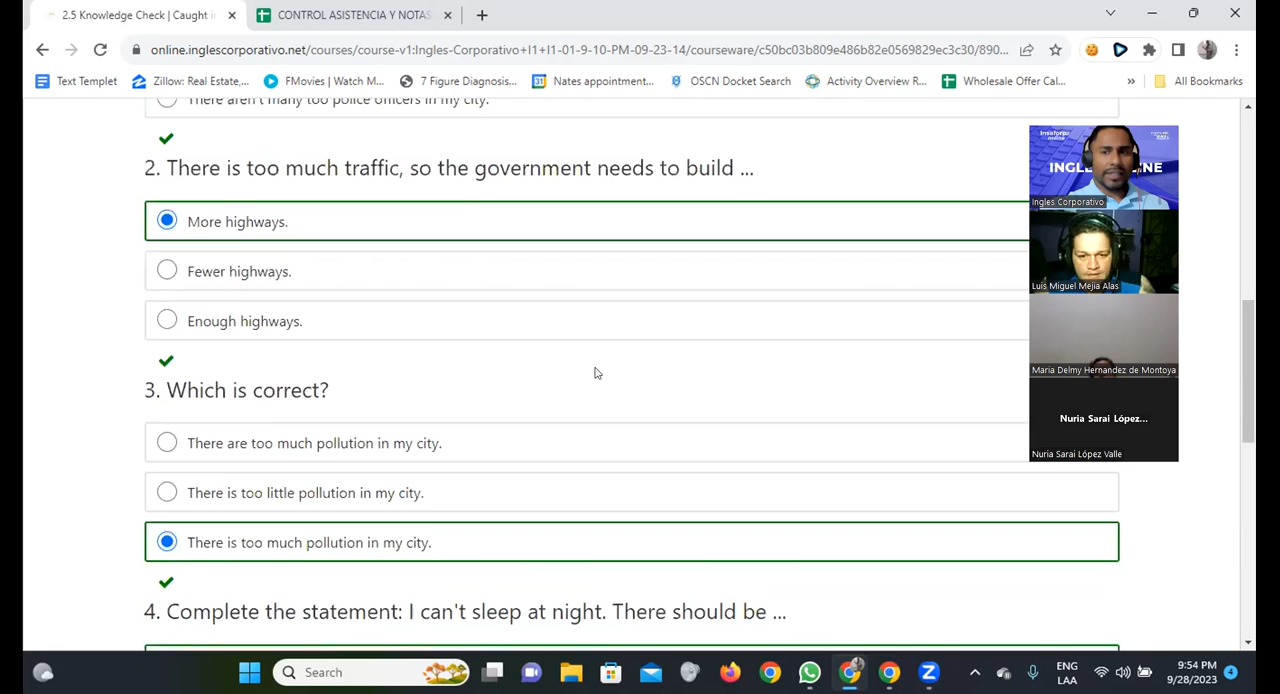 2.5 Knowledge Check | Caught i
CONTROL ASISTENCIA Y NOTAS
online.inglescorporativo.net/courses/course-v1:Ingles-Corporativo+I1+I1-01-9-10-PM-09-23-14/courseware/c50bc03b809e486b82e0569829ec3c30/890...
Text Templet
Zillow: Real Estate,...
FMovies | Watch M...
7 Figure Diagnosis...
Nates appointment...
OSCN Docket Search
Activity Overview R...
Wholesale Offer Cal...
»
All Bookmarks
There aren't many too police officers in my city.
2. There is too much traffic, so the government needs to build ...
More highways.
Fewer highways.
Enough highways.
3. Which is correct?
There are too much pollution in my city.
There is too little pollution in my city.
There is too much pollution in my city.
4. Complete the statement: I can't sleep at night. There should be ...
Ingles Corporativo
Luis Miguel Mejia Alas
Maria Delmy Hernandez de Montoya
Nuria Sarai López...
Nuria Sarai López Valle
Search
ENG
LAA
9:54 PM
9/28/2023
4